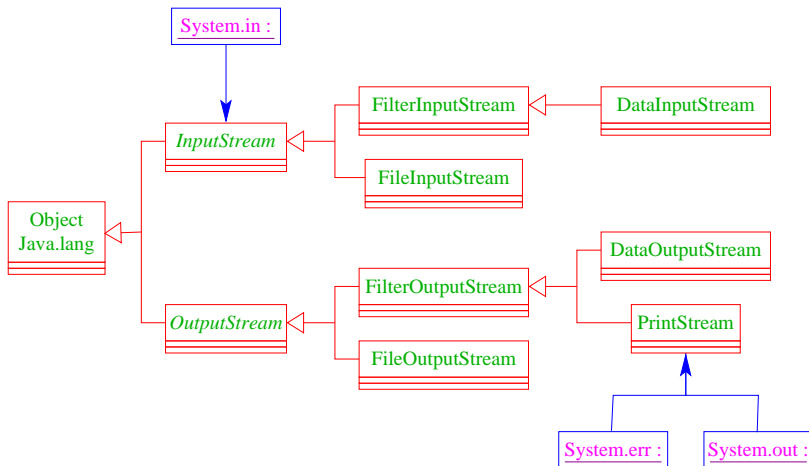 System.in :
FilterInputStream
DataInputStream
InputStream
FileInputStream
Object
Java.lang
DataOutputStream
FilterOutputStream
OutputStream
PrintStream
FileOutputStream
System.err :
System.out :